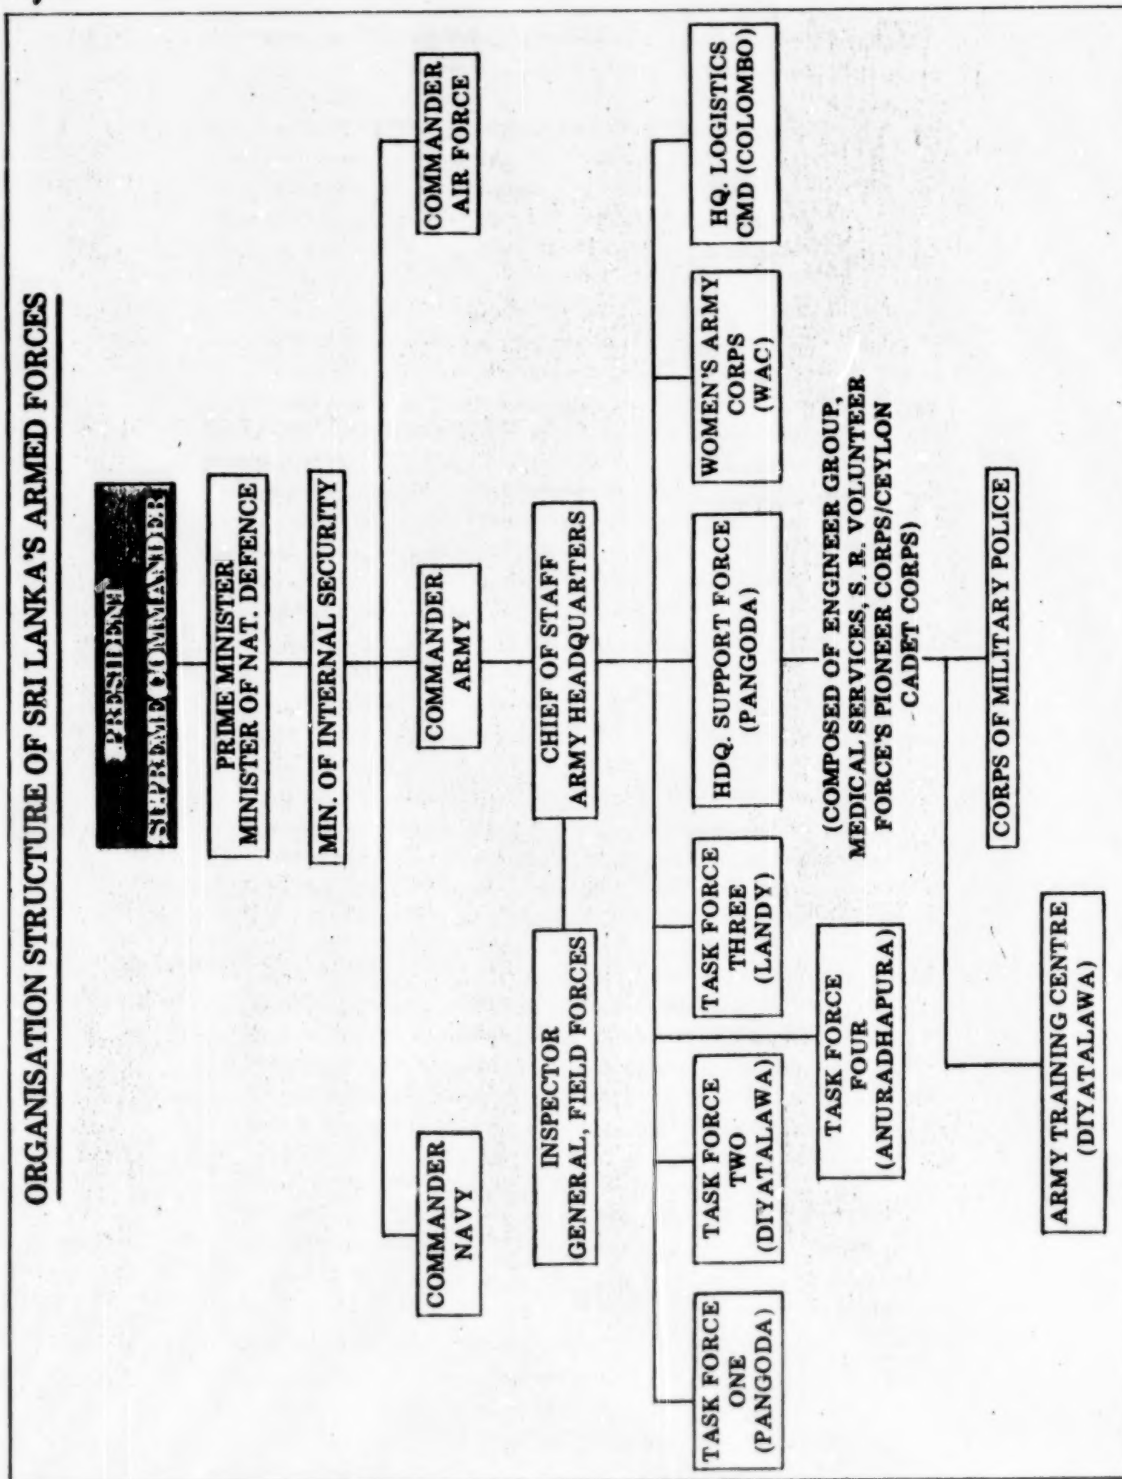 ORGANISATION STRUCTURE OF SRI LANKA'S ARMED FORCES
PRESIDENT
SUPREME COMMANDER
PRIME MINISTER
MINISTER OF NAT. DEFENCE
MIN. OF INTERNAL SECURITY
COMMANDER
NAVY
COMMANDER
ARMY
COMMANDER
AIR FORCE
INSPECTOR
GENERAL, FIELD FORCES
CHIEF OF STAFF
ARMY HEADQUARTERS
TASK FORCE
ONE
(PANGODA)
TASK FORCE
TWO
(DIYATALAWA)
TASK FORCE
THREE
(LANDY)
HDQ. SUPPORT FORCE
(PANGODA)
WOMEN'S ARMY
CORPS
(WAC)
HQ. LOGISTICS
CMD (COLOMBO)
TASK FORCE
FOUR
(ANURADHAPURA)
(COMPOSED OF ENGINEER GROUP,
MEDICAL SERVICES, S. R. VOLUNTEER
FORCE'S PIONEER CORPS/CEYLON
CADET CORPS)
CORPS OF MILITARY POLICE
ARMY TRAINING CENTRE
(DIYATALAWA)